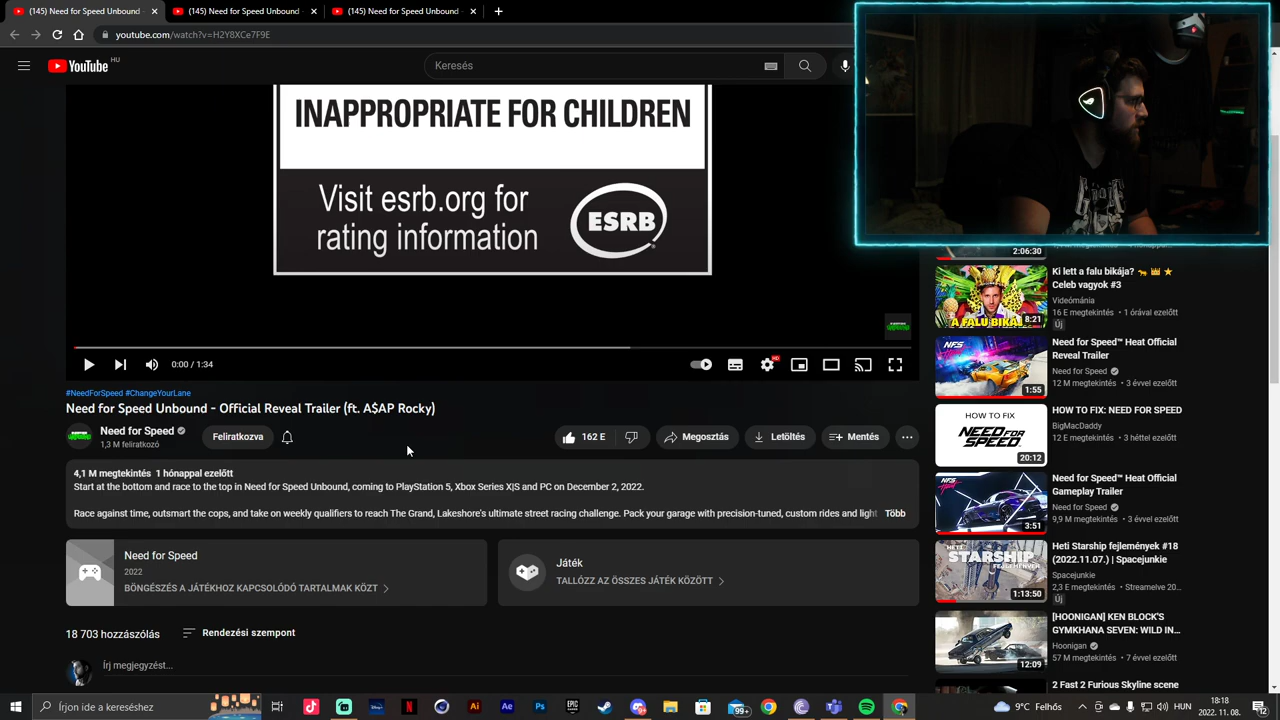 (145) Need for Speed Unbound -
(145) Need for Speed Unbound
(145) Need for Speed Unbound
youtube.com/watch?v=H2Y8XCe7F9E
YouTube HU
Keresés
INAPPROPRIATE FOR CHILDREN
Visit esrb.org for
rating information
ESRB
0:00 / 1:34
HD
#NeedForSpeed #ChangeYourLane
Need for Speed Unbound - Official Reveal Trailer (ft. A$AP Rocky)
Need for Speed
1,3 M feliratkozó
Feliratkozva
162 E
Megosztás
Letöltés
Mentés
4,1 M megtekintés 1 hónappal ezelőtt
Start at the bottom and race to the top in Need for Speed Unbound, coming to PlayStation 5, Xbox Series X|S and PC on December 2, 2022.
Race against time, outsmart the cops, and take on weekly qualifiers to reach The Grand, Lakeshore's ultimate street racing challenge. Pack your garage with precision-tuned, custom rides and light Több
Need for Speed
2022
BÖNGÉSZÉS A JÁTÉKHOZ KAPCSOLÓDÓ TARTALMAK
Játék
TALLÓZZ AZ ÖSSZES JÁTÉK KÖZÖTT
18 703 hozzászólás
Rendezési szempont
Írj megjegyzést...
2:06:30
A FALU BIKÁJA
8:21
Ki lett a falu bikája?
Celeb vagyok #3
Videómánia
16 E megtekintés • 1 órával ezelőtt
Új
NFS
1:55
Need for Speed™ Heat Official
Reveal Trailer
Need for Speed
12 M megtekintés • 3 évvel ezelőtt
HOW TO FIX
NEED FOR
SPEED
20:12
HOW TO FIX: NEED FOR SPEED
BigMacDaddy
12 E megtekintés • 3 héttel ezelőtt
NFS
3:51
Need for Speed™ Heat Official
Gameplay Trailer
Need for Speed
9,9 M megtekintés • 3 évvel ezelőtt
HETI
STARSHIP
FEJLEMÉNYEK
1:13:50
Heti Starship fejlemények #18
(2022.11.07.) | Spacejunkie
Spacejunkie
2,3 E megtekintés • Streamelve 20...
Új
12:09
[HOONIGAN] KEN BLOCK'S
GYMKHANA SEVEN: WILD IN...
Hoonigan
57 M megtekintés • 7 évvel ezelőtt
2 Fast 2 Furious Skyline scene
Írjon ide a kereséshez
99+
9°C Felhős
HUN
18:18
2022. 11. 08.
12